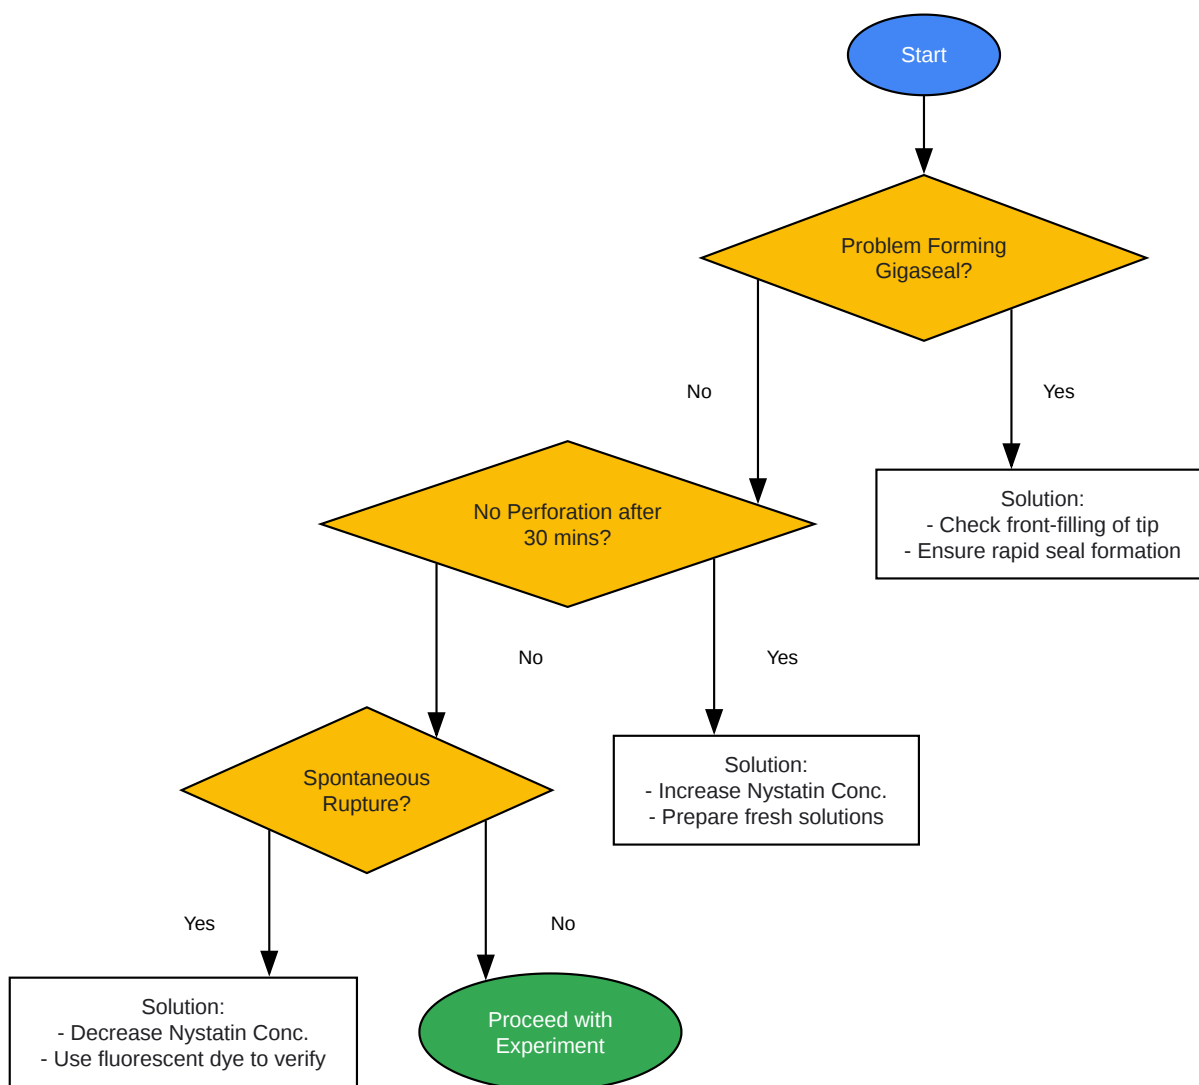 Start
Problem Forming
Gigaseal?
No
Yes
Solution:
- Check front-filling of tip
- Ensure rapid seal formation
No Perforation after
30 mins?
No
Yes
Solution:
- Increase Nystatin Conc.
- Prepare fresh solutions
Spontaneous
Rupture?
Yes
No
Solution:
- Decrease Nystatin Conc.
- Use fluorescent dye to verify
Proceed with
Experiment